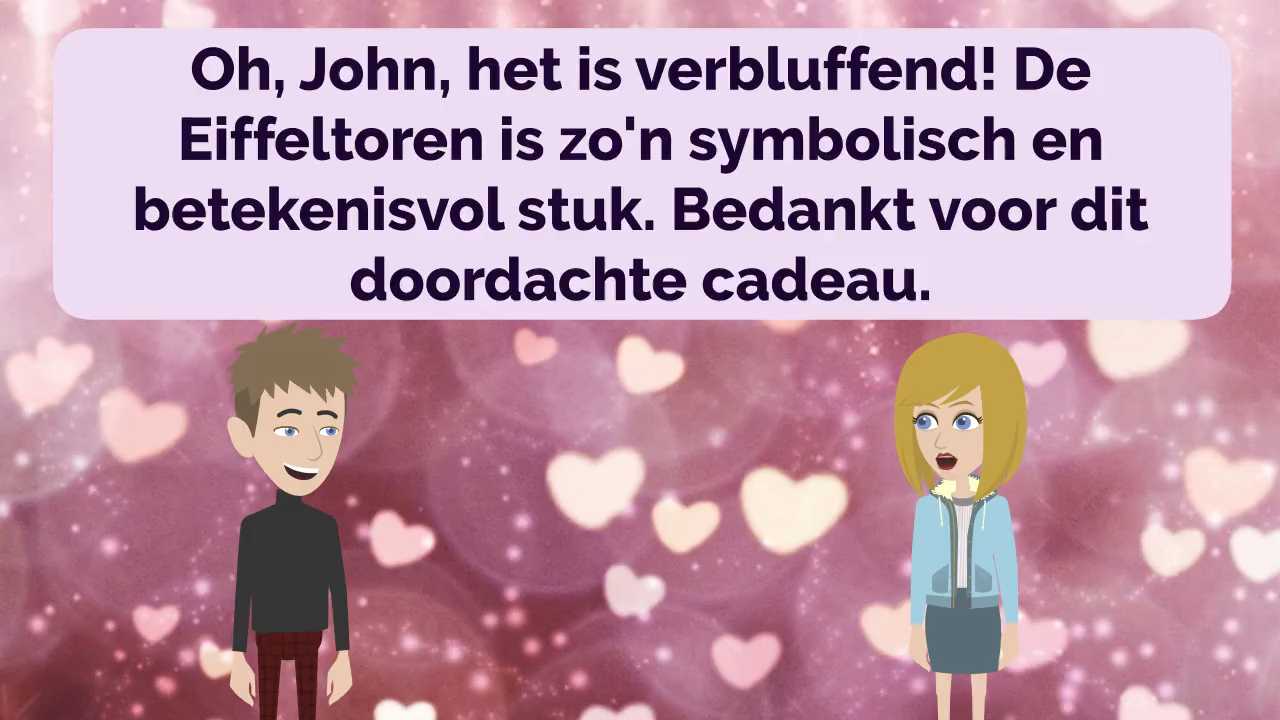 Oh, John, het is verbluffend! De
Eiffeltoren is zo'n symbolisch en
betekenisvol stuk. Bedankt voor dit
doordachte cadeau.